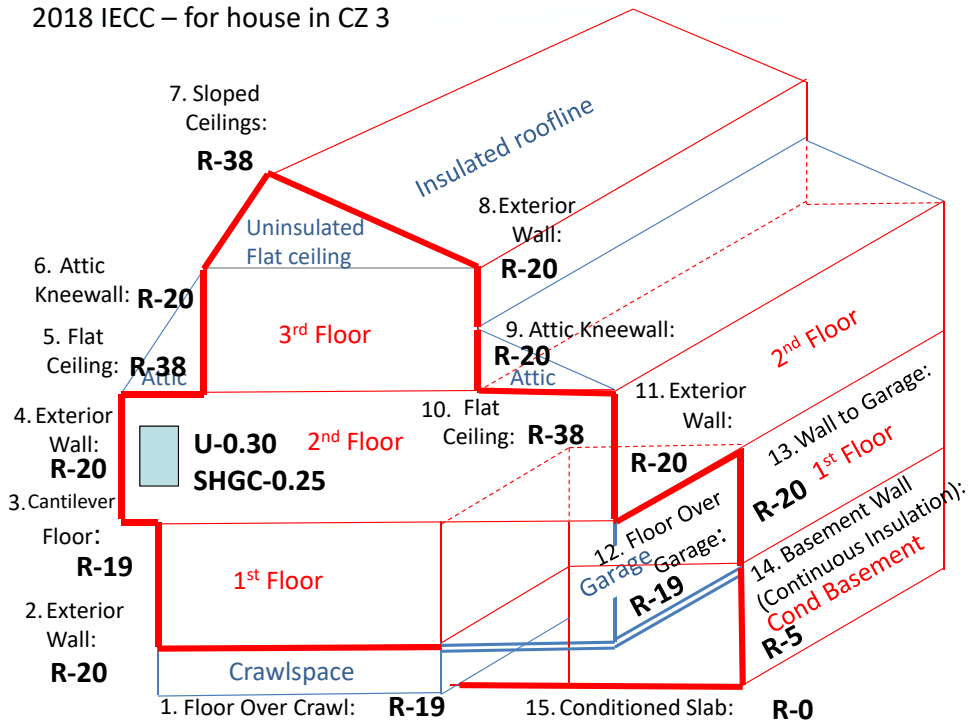 2018 IECC – for house in CZ 3
7. Sloped
Ceilings:
R-38
Insulated roofline
Uninsulated
Flat ceiling
8. Exterior
Wall:
R-20
6. Attic
Kneewall: R-20
3rd Floor
5. Flat
Ceiling: R-38
Attic
9. Attic Kneewall:
R-20
Attic
2nd Floor
4. Exterior
Wall:
R-20
U-0.30
SHGC-0.25
2nd Floor
10. Flat
Ceiling: R-38
11. Exterior
Wall:
R-20
13. Wall to Garage:
R-20
1st Floor
3. Cantilever
Floor:
R-19
1st Floor
12. Floor Over
Garage:
R-19
Garage
14. Basement Wall
(Continuous Insulation):
R-5
Cond Basement
2. Exterior
Wall:
R-20
Crawlspace
1. Floor Over Crawl: R-19
15. Conditioned Slab: R-0